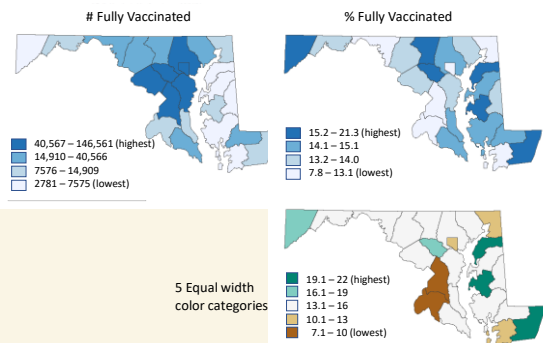 # Fully Vaccinated
% Fully Vaccinated
40,567 – 146,561 (highest)
14,910 – 40,566
7576 – 14,909
2781 – 7575 (lowest)
15.2 – 21.3 (highest)
14.1 – 15.1
13.2 – 14.0
7.8 – 13.1 (lowest)
5 Equal width
color categories
19.1 – 22 (highest)
16.1 – 19
13.1 – 16
10.1 – 13
7.1 – 10 (lowest)